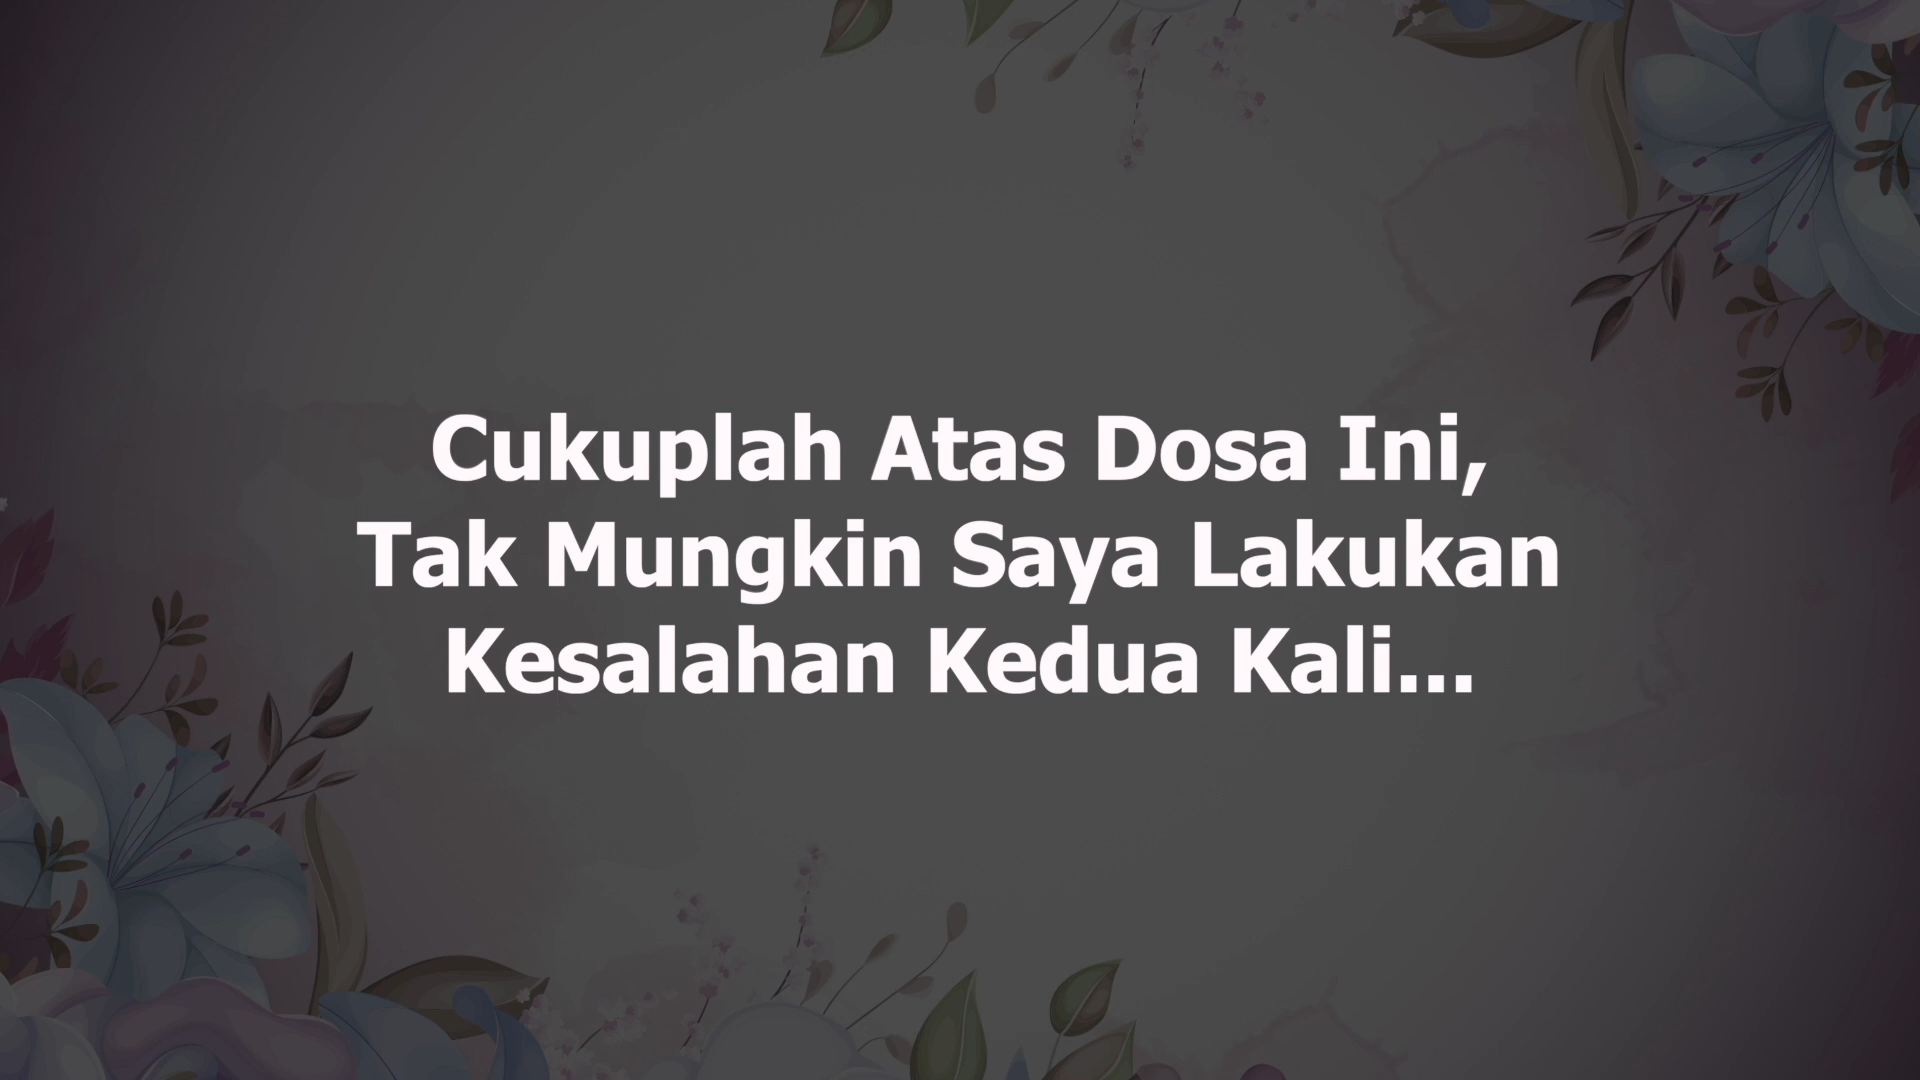 Cukuplah Atas Dosa Ini,
Tak Mungkin Saya Lakukan
Kesalahan Kedua Kali...